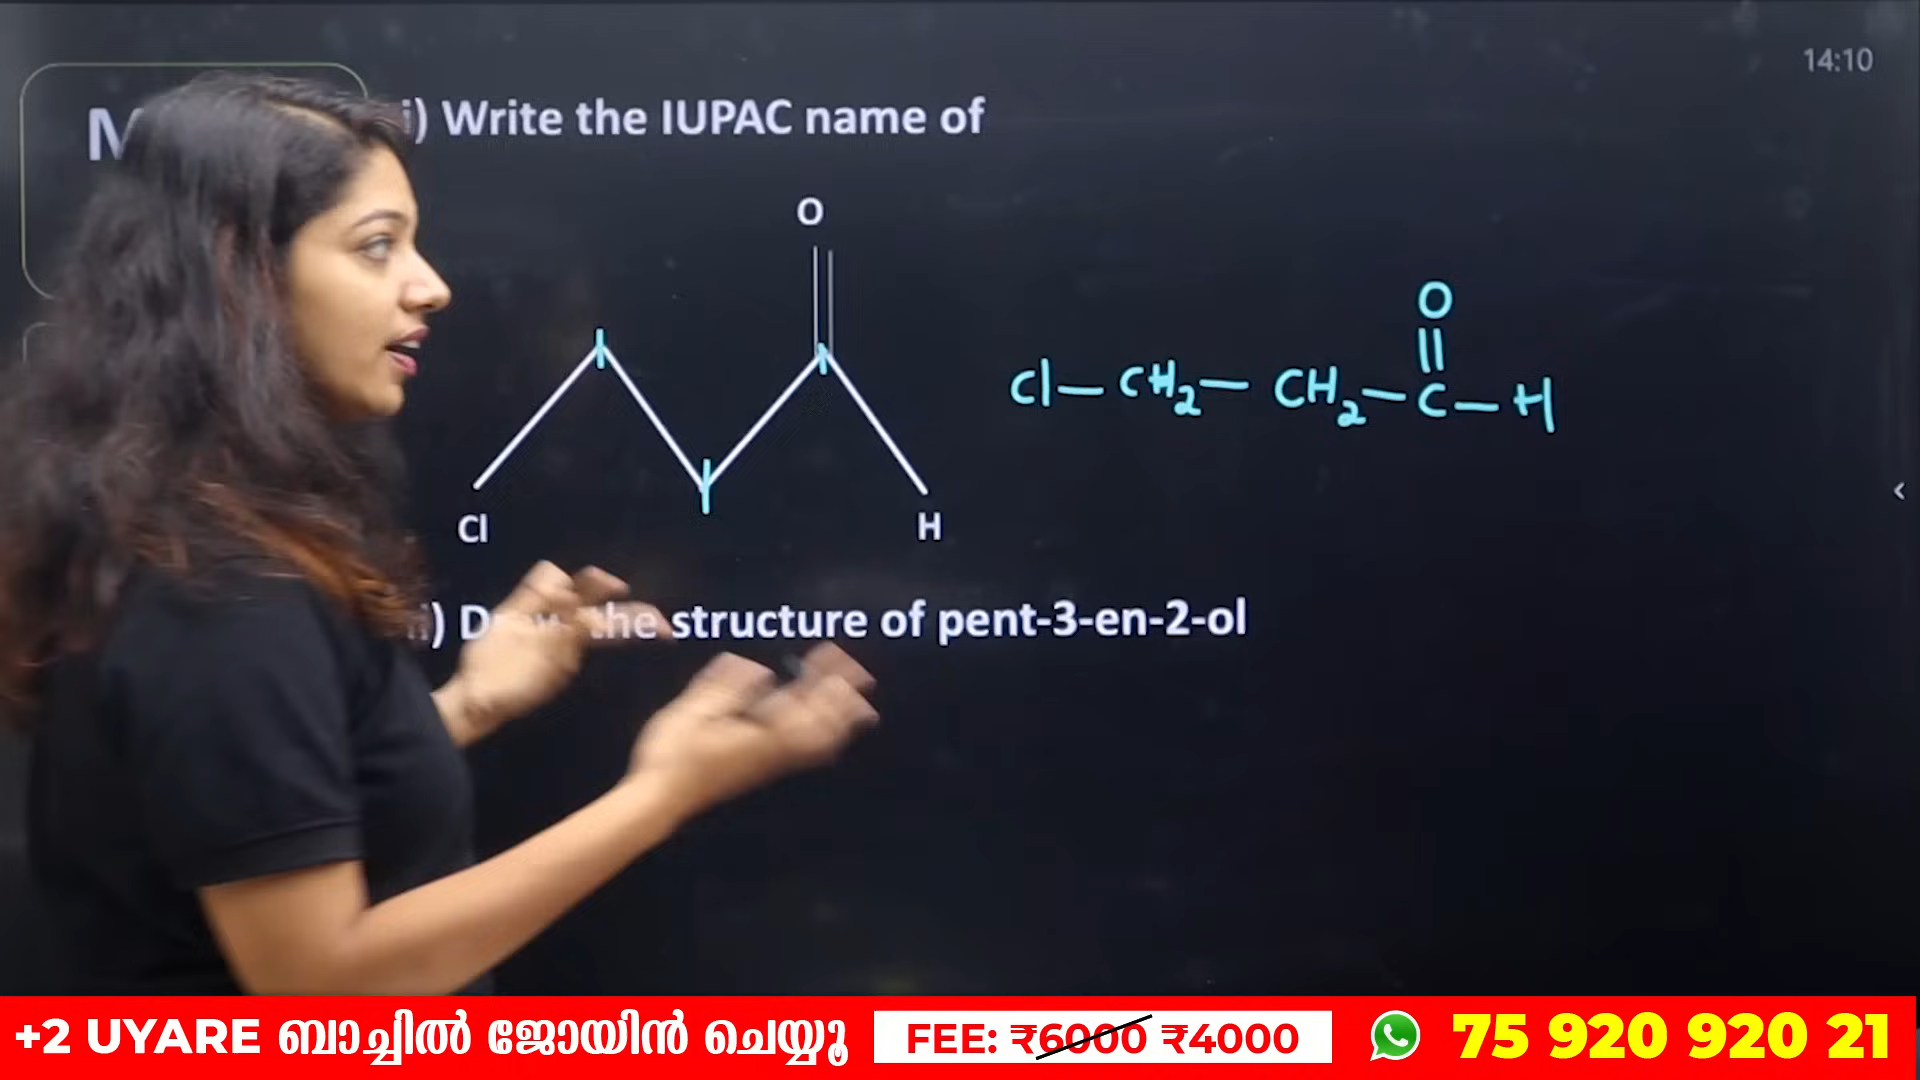 14:10
i) Write the IUPAC name of
O
Cl
H
O
Cl—CH2—CH2—C—H
i) the structure of pent-3-en-2-ol
+2 UYARE ബാച്ചിൽ ജോയിൻ ചെയ്യൂ
FEE: ₹6000 ₹4000
75 920 920 21